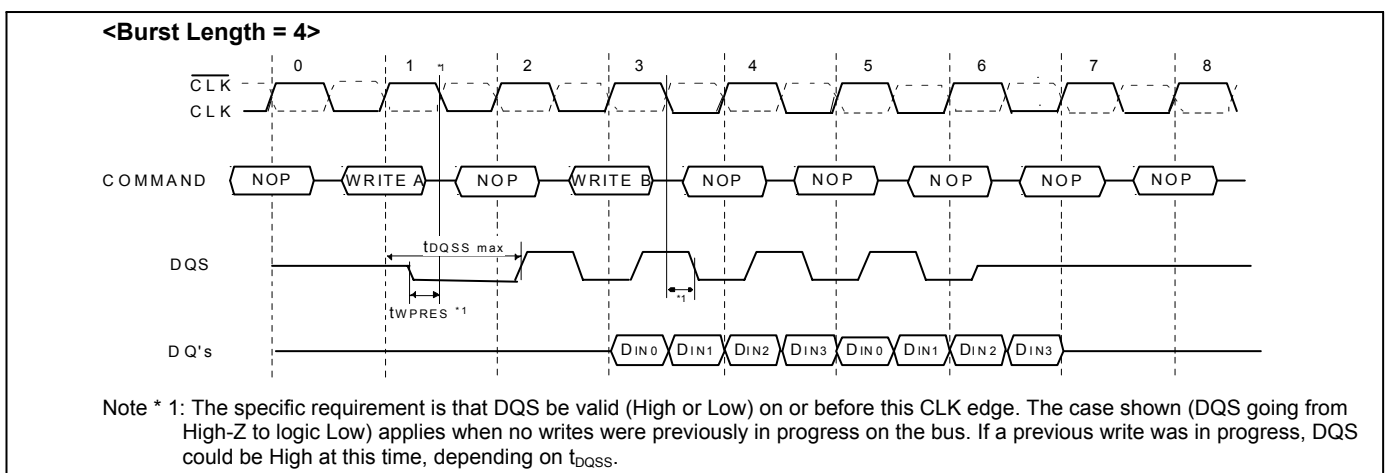 <Burst Length = 4>
0 1 *1 2 3 4 5 6 7 8
CLK
CLK
COMMAND NOP WRITE A NOP WRITE B NOP NOP NOP NOP NOP
tDQSS max
DQS
*1
tWPRES *1
DQ's DIN0 DIN1 DIN2 DIN3 DIN0 DIN1 DIN2 DIN3
Note * 1: The specific requirement is that DQS be valid (High or Low) on or before this CLK edge. The case shown (DQS going from
High-Z to logic Low) applies when no writes were previously in progress on the bus. If a previous write was in progress, DQS
could be High at this time, depending on tDQSS.